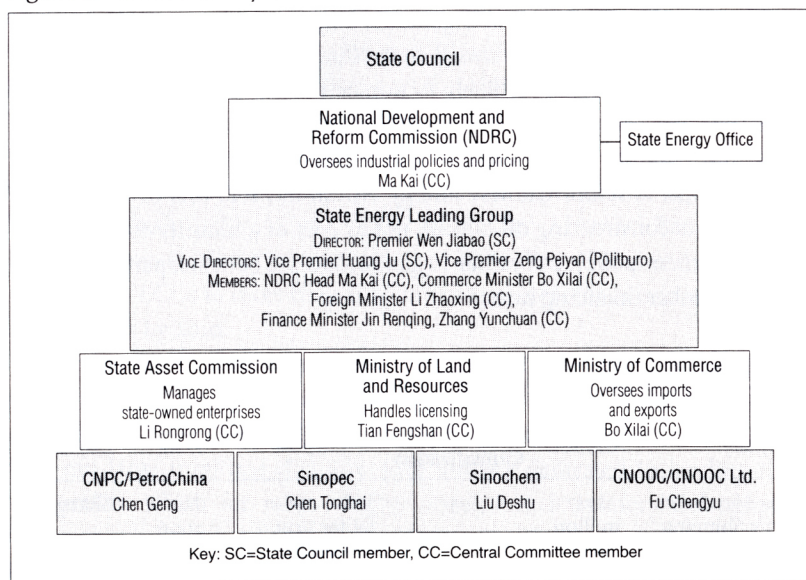 State Council
National Development and
Reform Commission (NDRC)
Oversees industrial policies and pricing
Ma Kai (CC)
State Energy Office
State Energy Leading Group
DIRECTOR: Premier Wen Jiabao (SC)
VICE DIRECTORS: Vice Premier Huang Ju (SC), Vice Premier Zeng Peiyan (Politburo)
MEMBERS: NDRC Head Ma Kai (CC), Commerce Minister Bo Xilai (CC),
Foreign Minister Li Zhaoxing (CC),
Finance Minister Jin Renqing, Zhang Yunchuan (CC)
State Asset Commission
Manages
state-owned enterprises
Li Rongrong (CC)
Ministry of Land
and Resources
Handles licensing
Tian Fengshan (CC)
Ministry of Commerce
Oversees imports
and exports
Bo Xilai (CC)
CNPC/PetroChina
Chen Geng
Sinopec
Chen Tonghai
Sinochem
Liu Deshu
CNOOC/CNOOC Ltd.
Fu Chengyu
Key: SC=State Council member, CC=Central Committee member